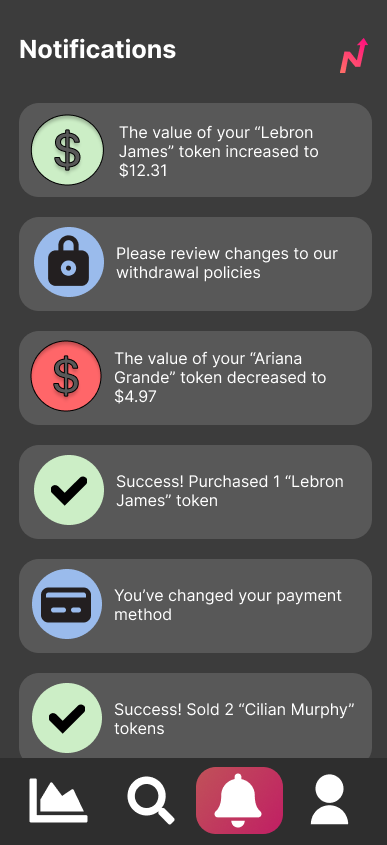 Notifications
The value of your “Lebron
James” token increased to
$12.31
Please review changes to our
withdrawal policies
The value of your “Ariana
Grande” token decreased to
$4.97
Success! Purchased 1 “Lebron
James” token
You’ve changed your payment
method
Success! Sold 2 “Cilian Murphy”
tokens